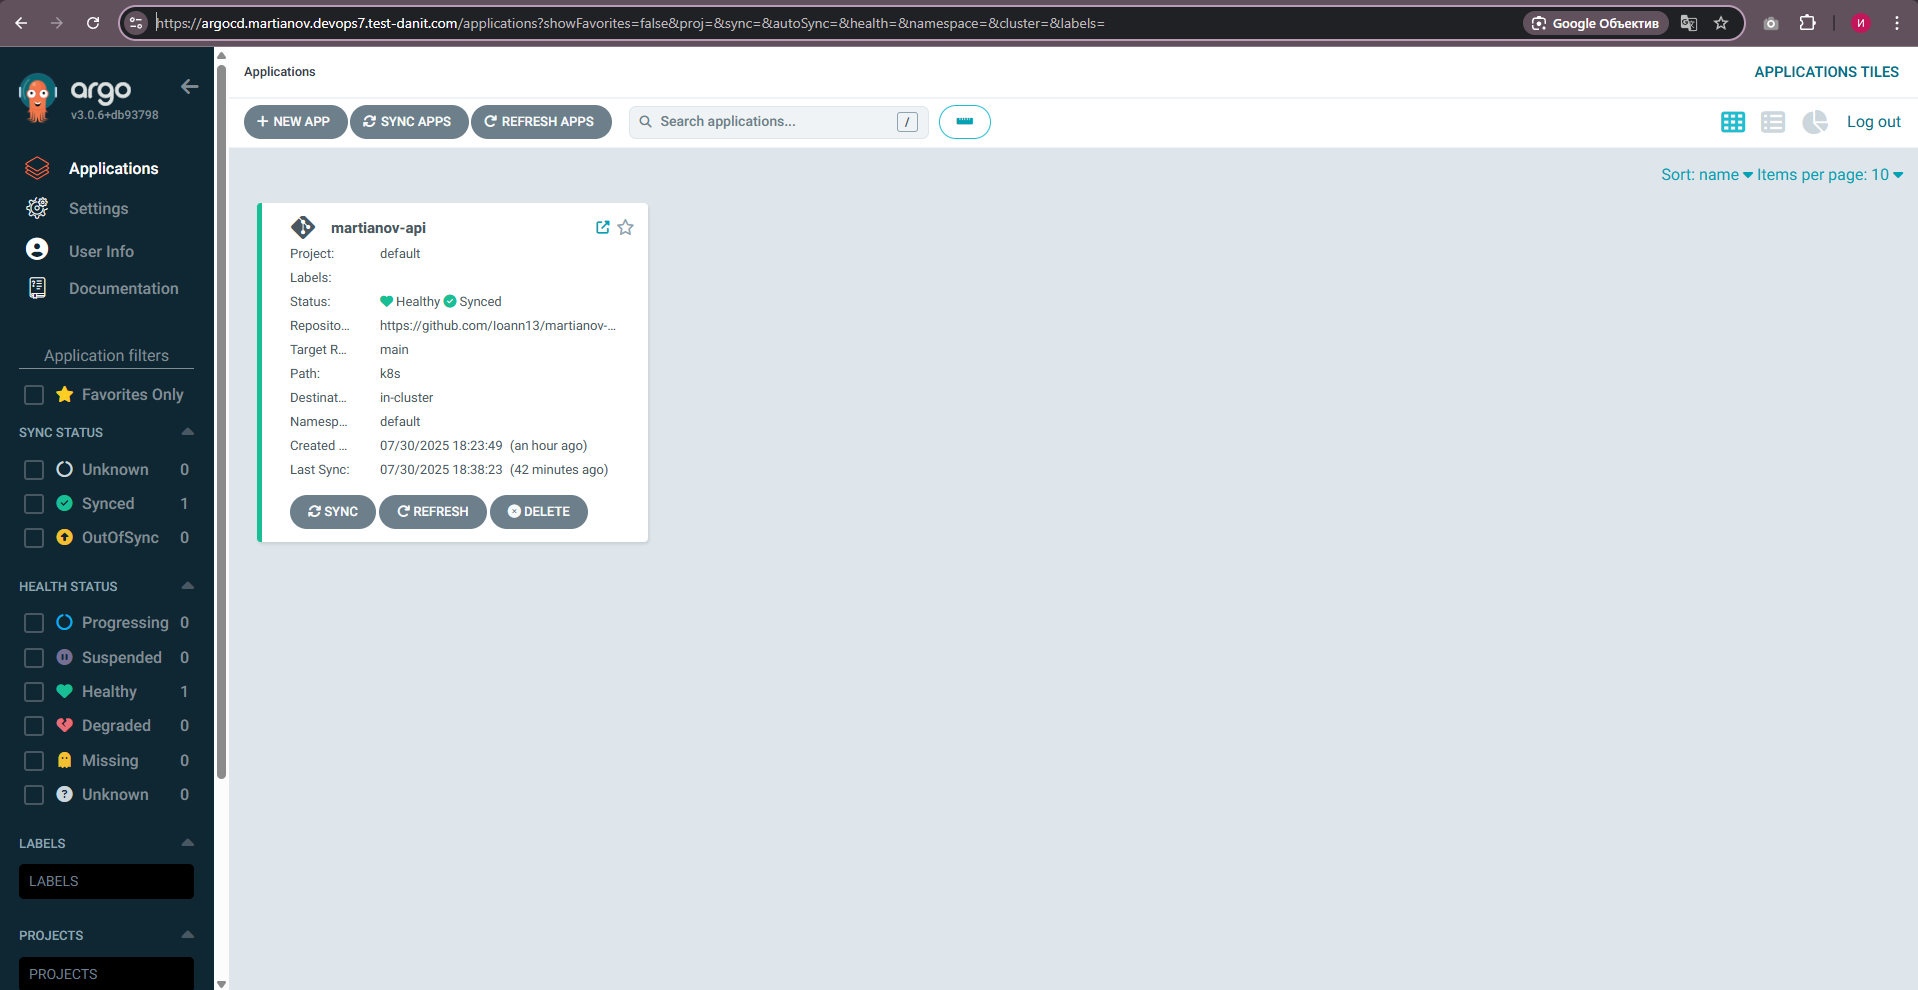 https://argocd.martianov.devops7.test-danit.com/applications?showFavorites=false&proj=&sync=&autoSync=&health=&namespace=&cluster=&labels=
Google Объектив
И
argo
v3.0.6+db93798
Applications
Settings
User Info
Documentation
Application filters
Favorites Only
SYNC STATUS
Unknown 0
Synced 1
OutOfSync 0
HEALTH STATUS
Progressing 0
Suspended 0
Healthy 1
Degraded 0
Missing 0
Unknown 0
LABELS
LABELS
PROJECTS
PROJECTS
Applications
APPLICATIONS TILES
NEW APP
SYNC APPS
REFRESH APPS
Search applications...
/
Log out
Sort: name
Items per page: 10
martianov-api
Project: default
Labels:
Status: Healthy Synced
Reposito... https://github.com/Ioann13/martianov-...
Target R... main
Path: k8s
Destinat... in-cluster
Namesp... default
Created ... 07/30/2025 18:23:49 (an hour ago)
Last Sync: 07/30/2025 18:38:23 (42 minutes ago)
SYNC
REFRESH
DELETE